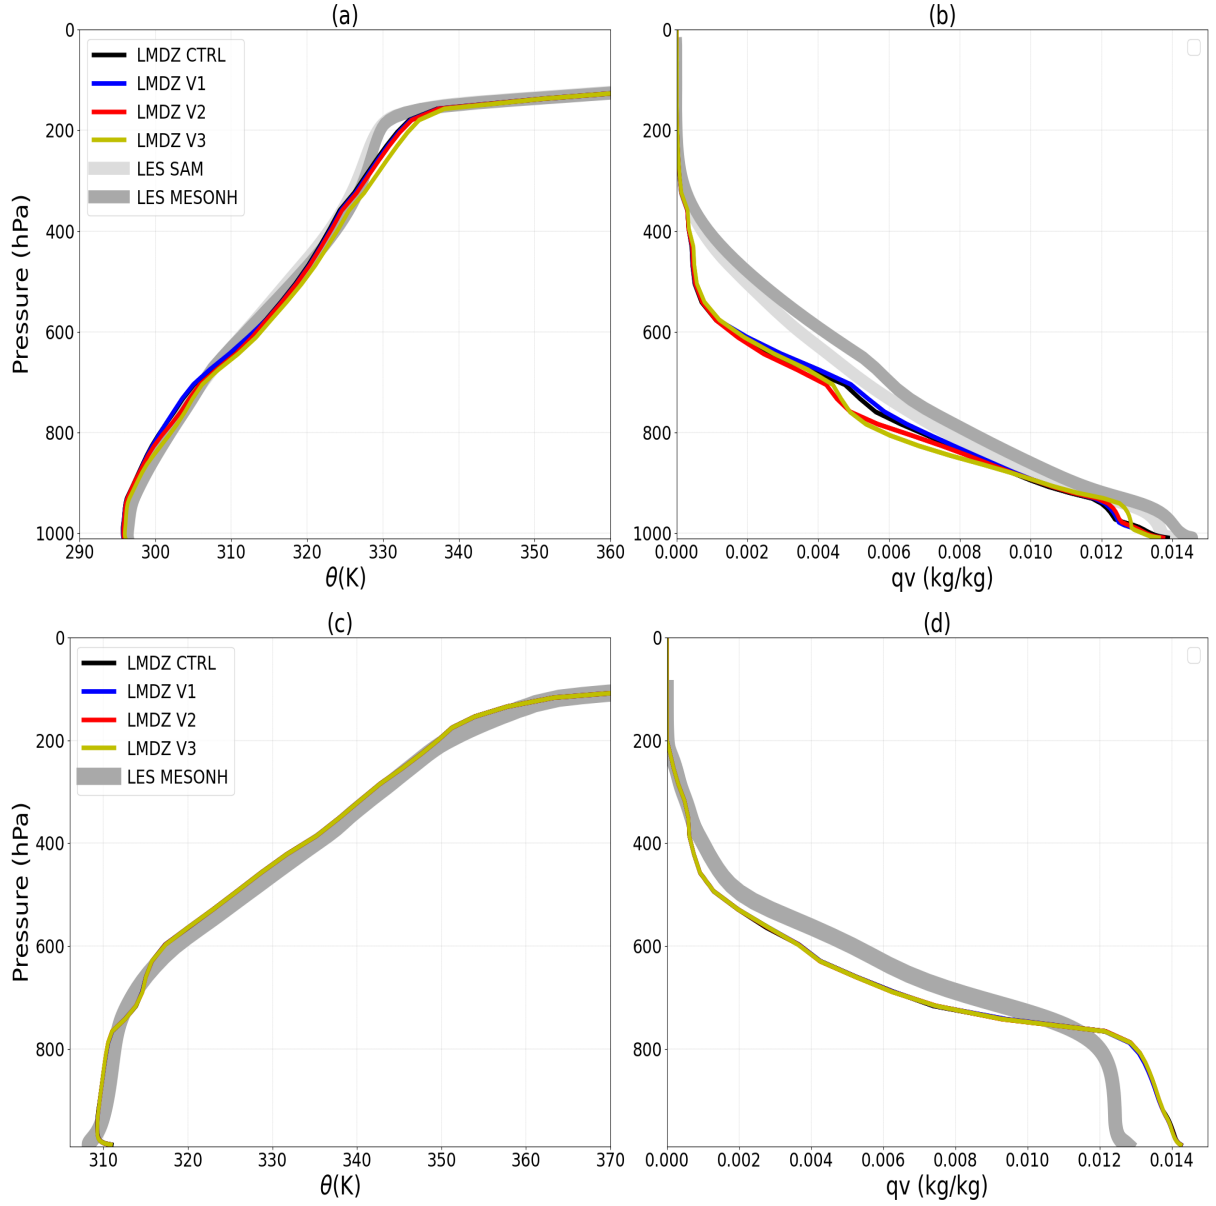 (a)
(b)
0
200
400
600
800
1000
Pressure (hPa)
LMDZ CTRL
LMDZ V1
LMDZ V2
LMDZ V3
LES SAM
LES MESONH
290 300 310 320 330 340 350 360
θ(K)
0
200
400
600
800
1000
0.000 0.002 0.004 0.006 0.008 0.010 0.012 0.014
qv (kg/kg)
(c)
(d)
0
200
400
600
800
Pressure (hPa)
LMDZ CTRL
LMDZ V1
LMDZ V2
LMDZ V3
LES MESONH
310 320 330 340 350 360 370
θ(K)
0
200
400
600
800
0.000 0.002 0.004 0.006 0.008 0.010 0.012 0.014
qv (kg/kg)